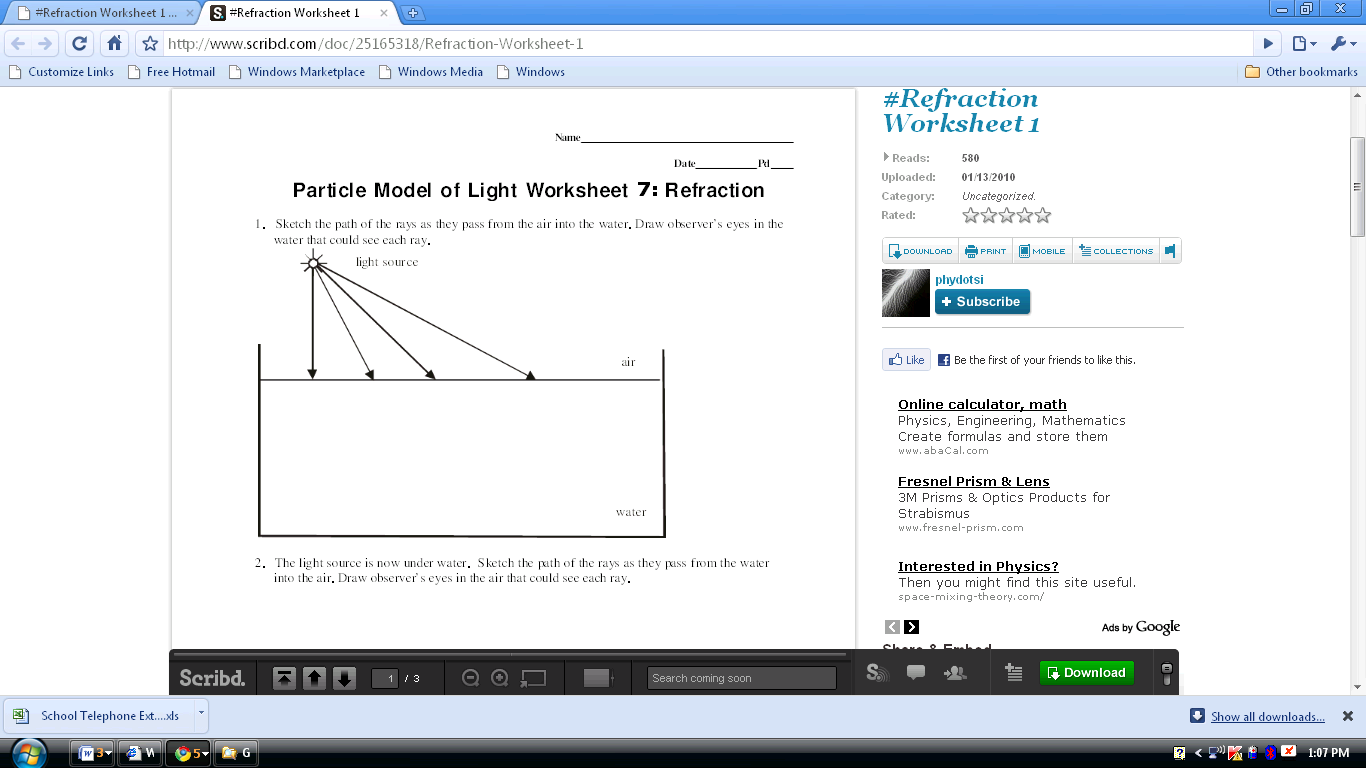 #Refraction Worksheet 1 ...
#Refraction Worksheet 1
http://www.scribd.com/doc/25165318/Refraction-Worksheet-1
Customize Links
Free Hotmail
Windows Marketplace
Windows Media
Windows
Other bookmarks
Name
Date Pd
Particle Model of Light Worksheet 7: Refraction
1. Sketch the path of the rays as they pass from the air into the water. Draw observer's eyes in the
water that could see each ray.
light source
air
water
2. The light source is now under water. Sketch the path of the rays as they pass from the water
into the air. Draw observer's eyes in the air that could see each ray.
#Refraction
Worksheet 1
Reads: 580
Uploaded: 01/13/2010
Category: Uncategorized.
Rated:
DOWNLOAD
PRINT
MOBILE
COLLECTIONS
phydotsi
+ Subscribe
Like
Be the first of your friends to like this.
Online calculator, math
Physics, Engineering, Mathematics
Create formulas and store them
www.abaCal.com
Fresnel Prism & Lens
3M Prisms & Optics Products for
Strabismus
www.fresnel-prism.com
Interested in Physics?
Then you might find this site useful.
space-mixing-theory.com/
Ads by Google
Share & Embed
Scribd.
1 / 3
Search coming soon
Download
School Telephone Ext....xls
Show all downloads...
3
W
5
G
1:07 PM